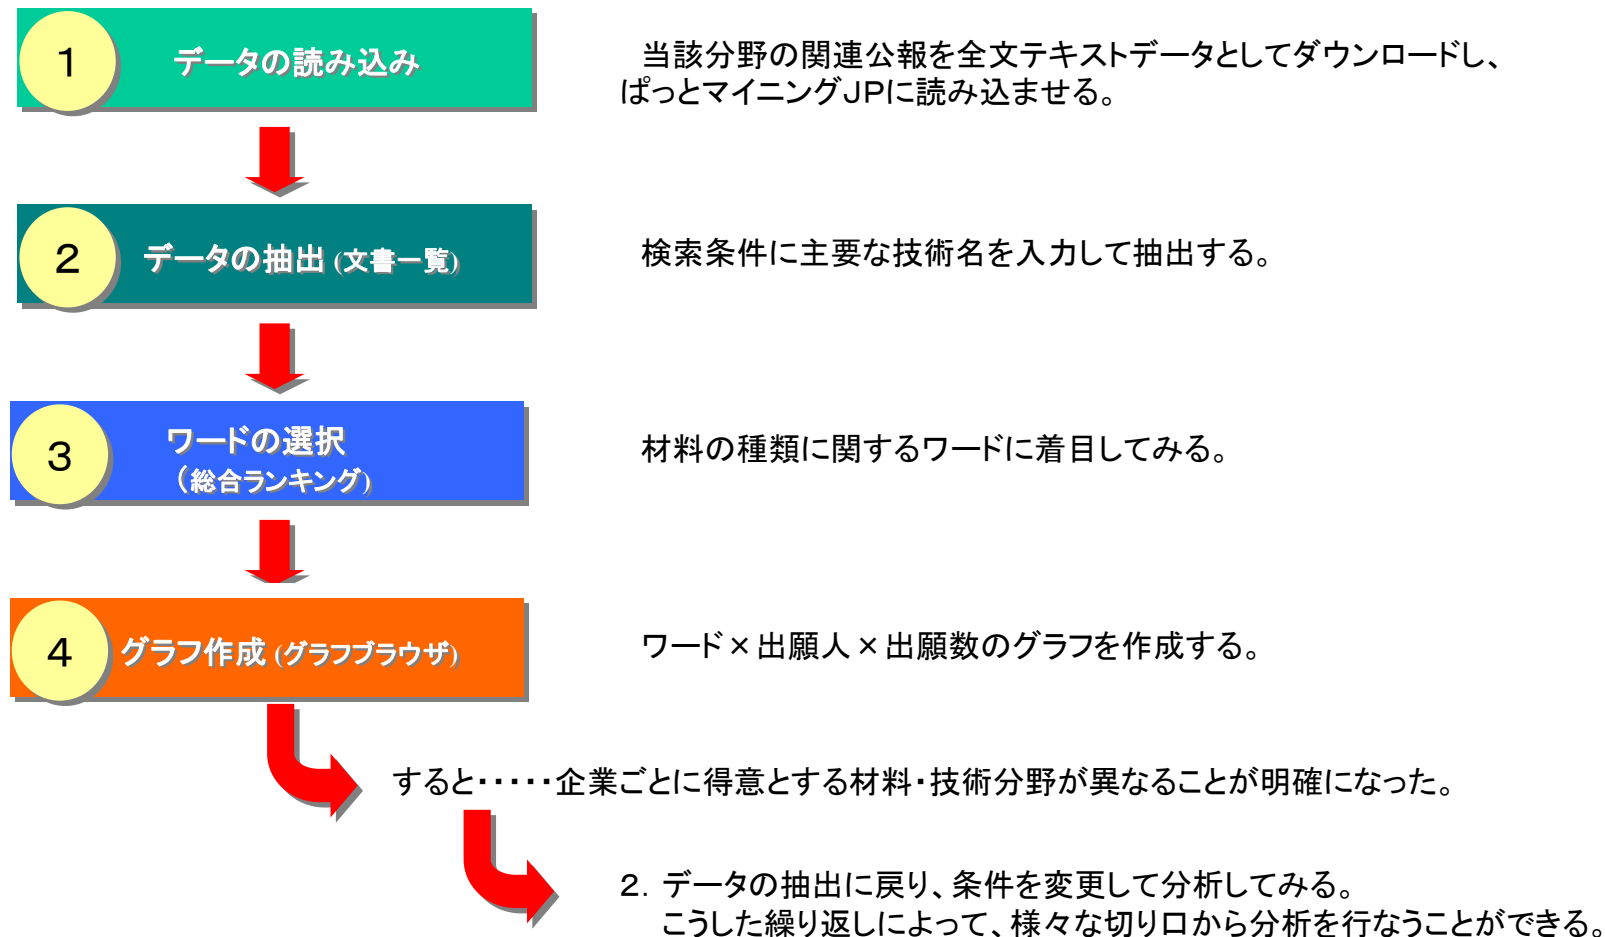 1
データの読み込み
当該分野の関連公報を全文テキストデータとしてダウンロードし、
ぱっとマイニングJPに読み込ませる。
2
データの抽出 (文書一覧)
検索条件に主要な技術名を入力して抽出する。
3
ワードの選択
(総合ランキング)
材料の種類に関するワードに着目してみる。
4
グラフ作成 (グラフブラウザ)
ワード×出願人×出願数のグラフを作成する。
すると・・・・・企業ごとに得意とする材料・技術分野が異なることが明確になった。
2. データの抽出に戻り、条件を変更して分析してみる。
こうした繰り返しによって、様々な切り口から分析を行なうことができる。